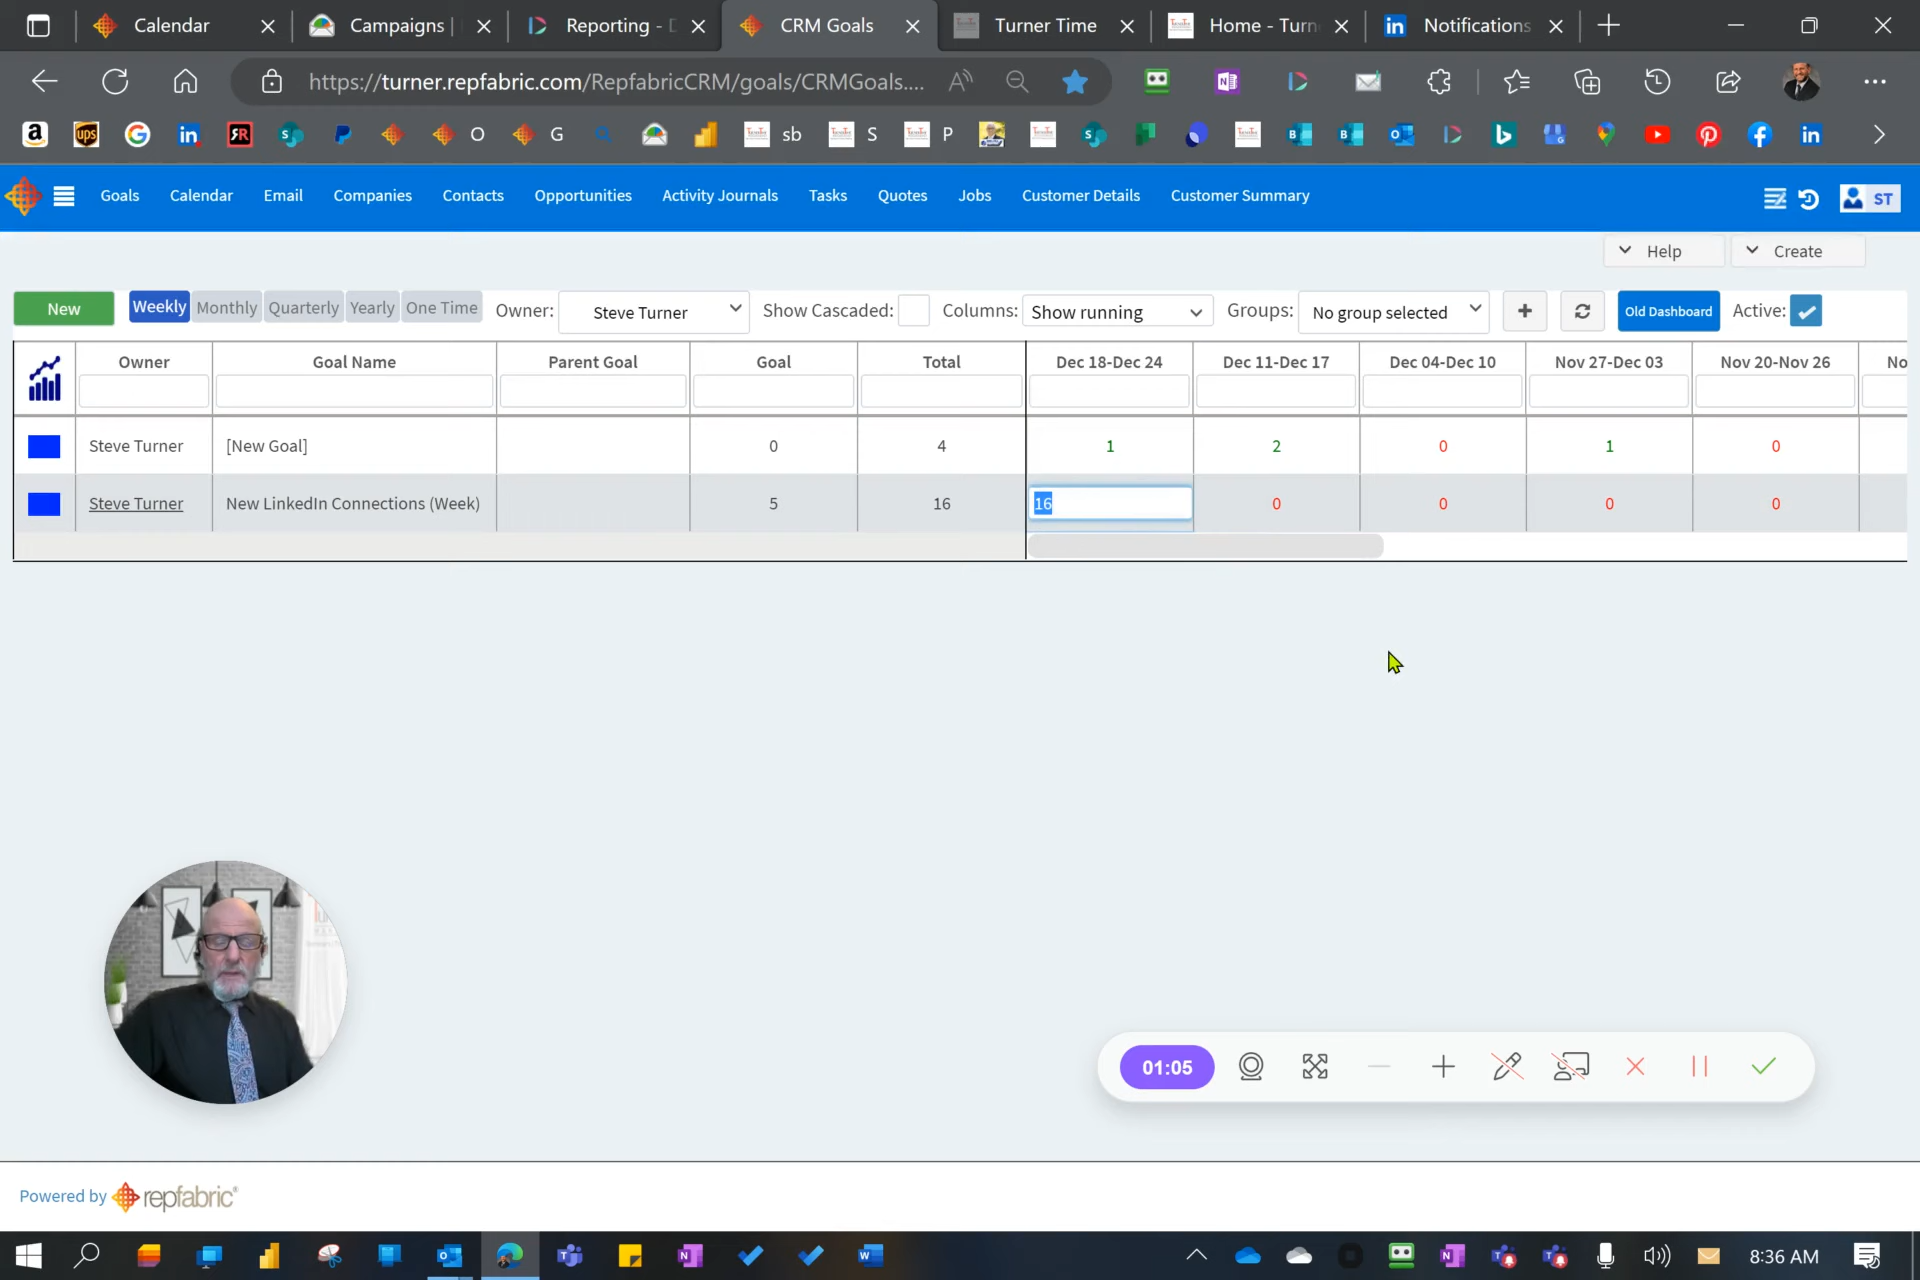 Calendar
Campaigns |
Reporting - D
CRM Goals
Turner Time
Home - Turn
Notifications
https://turner.repfabric.com/RepfabricCRM/goals/CRMGoals....
O
G
sb
S
P
Goals Calendar Email Companies Contacts Opportunities Activity Journals Tasks Quotes Jobs Customer Details Customer Summary ST
Help Create
New Weekly Monthly Quarterly Yearly One Time Owner: Steve Turner Show Cascaded: Columns: Show running Groups: No group selected + Old Dashboard Active:
Owner Goal Name Parent Goal Goal Total Dec 18-Dec 24 Dec 11-Dec 17 Dec 04-Dec 10 Nov 27-Dec 03 Nov 20-Nov 26 No
Steve Turner [New Goal] 0 4 1 2 0 1 0
Steve Turner New LinkedIn Connections (Week) 5 16 16 0 0 0 0
01:05
Powered by repfabric
8:36 AM